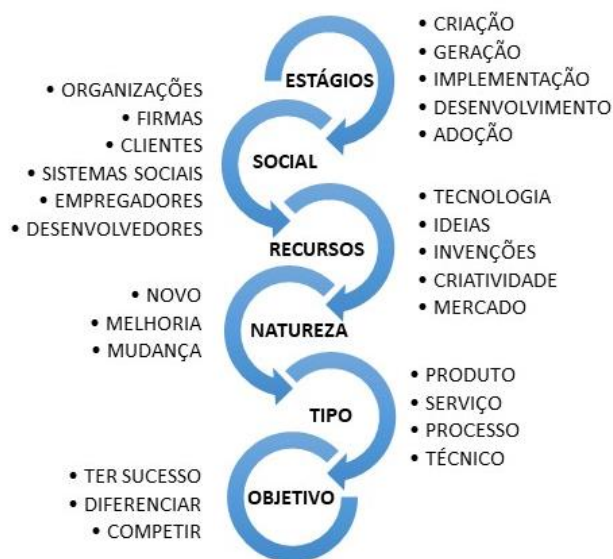 ESTÁGIOS
• CRIAÇÃO
• GERAÇÃO
• IMPLEMENTAÇÃO
• DESENVOLVIMENTO
• ADOÇÃO
• ORGANIZAÇÕES
• FIRMAS
• CLIENTES
• SISTEMAS SOCIAIS
• EMPREGADORES
• DESENVOLVEDORES
SOCIAL
RECURSOS
• TECNOLOGIA
• IDEIAS
• INVENÇÕES
• CRIATIVIDADE
• MERCADO
• NOVO
• MELHORIA
• MUDANÇA
NATUREZA
TIPO
• PRODUTO
• SERVIÇO
• PROCESSO
• TÉCNICO
• TER SUCESSO
• DIFERENCIAR
• COMPETIR
OBJETIVO